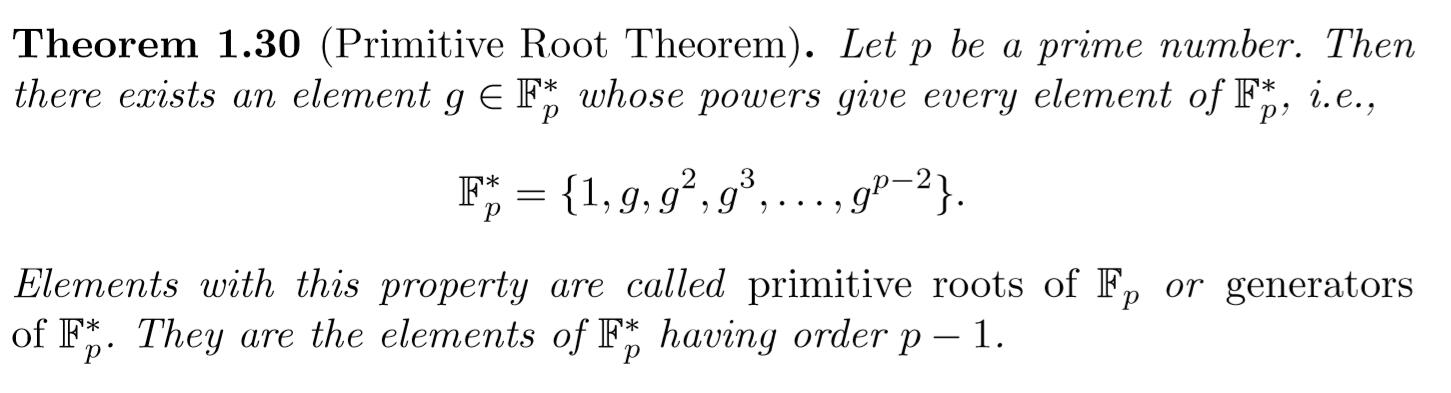 Theorem 1.30 (Primitive Root Theorem). Let p be a prime number. Then
there exists an element g ∈ 𝔽*ₚ whose powers give every element of 𝔽*ₚ, i.e.,
𝔽*ₚ = {1, g, g², g³, . . . , gᵖ⁻²}.
Elements with this property are called primitive roots of 𝔽ₚ or generators
of 𝔽*ₚ. They are the elements of 𝔽*ₚ having order p − 1.